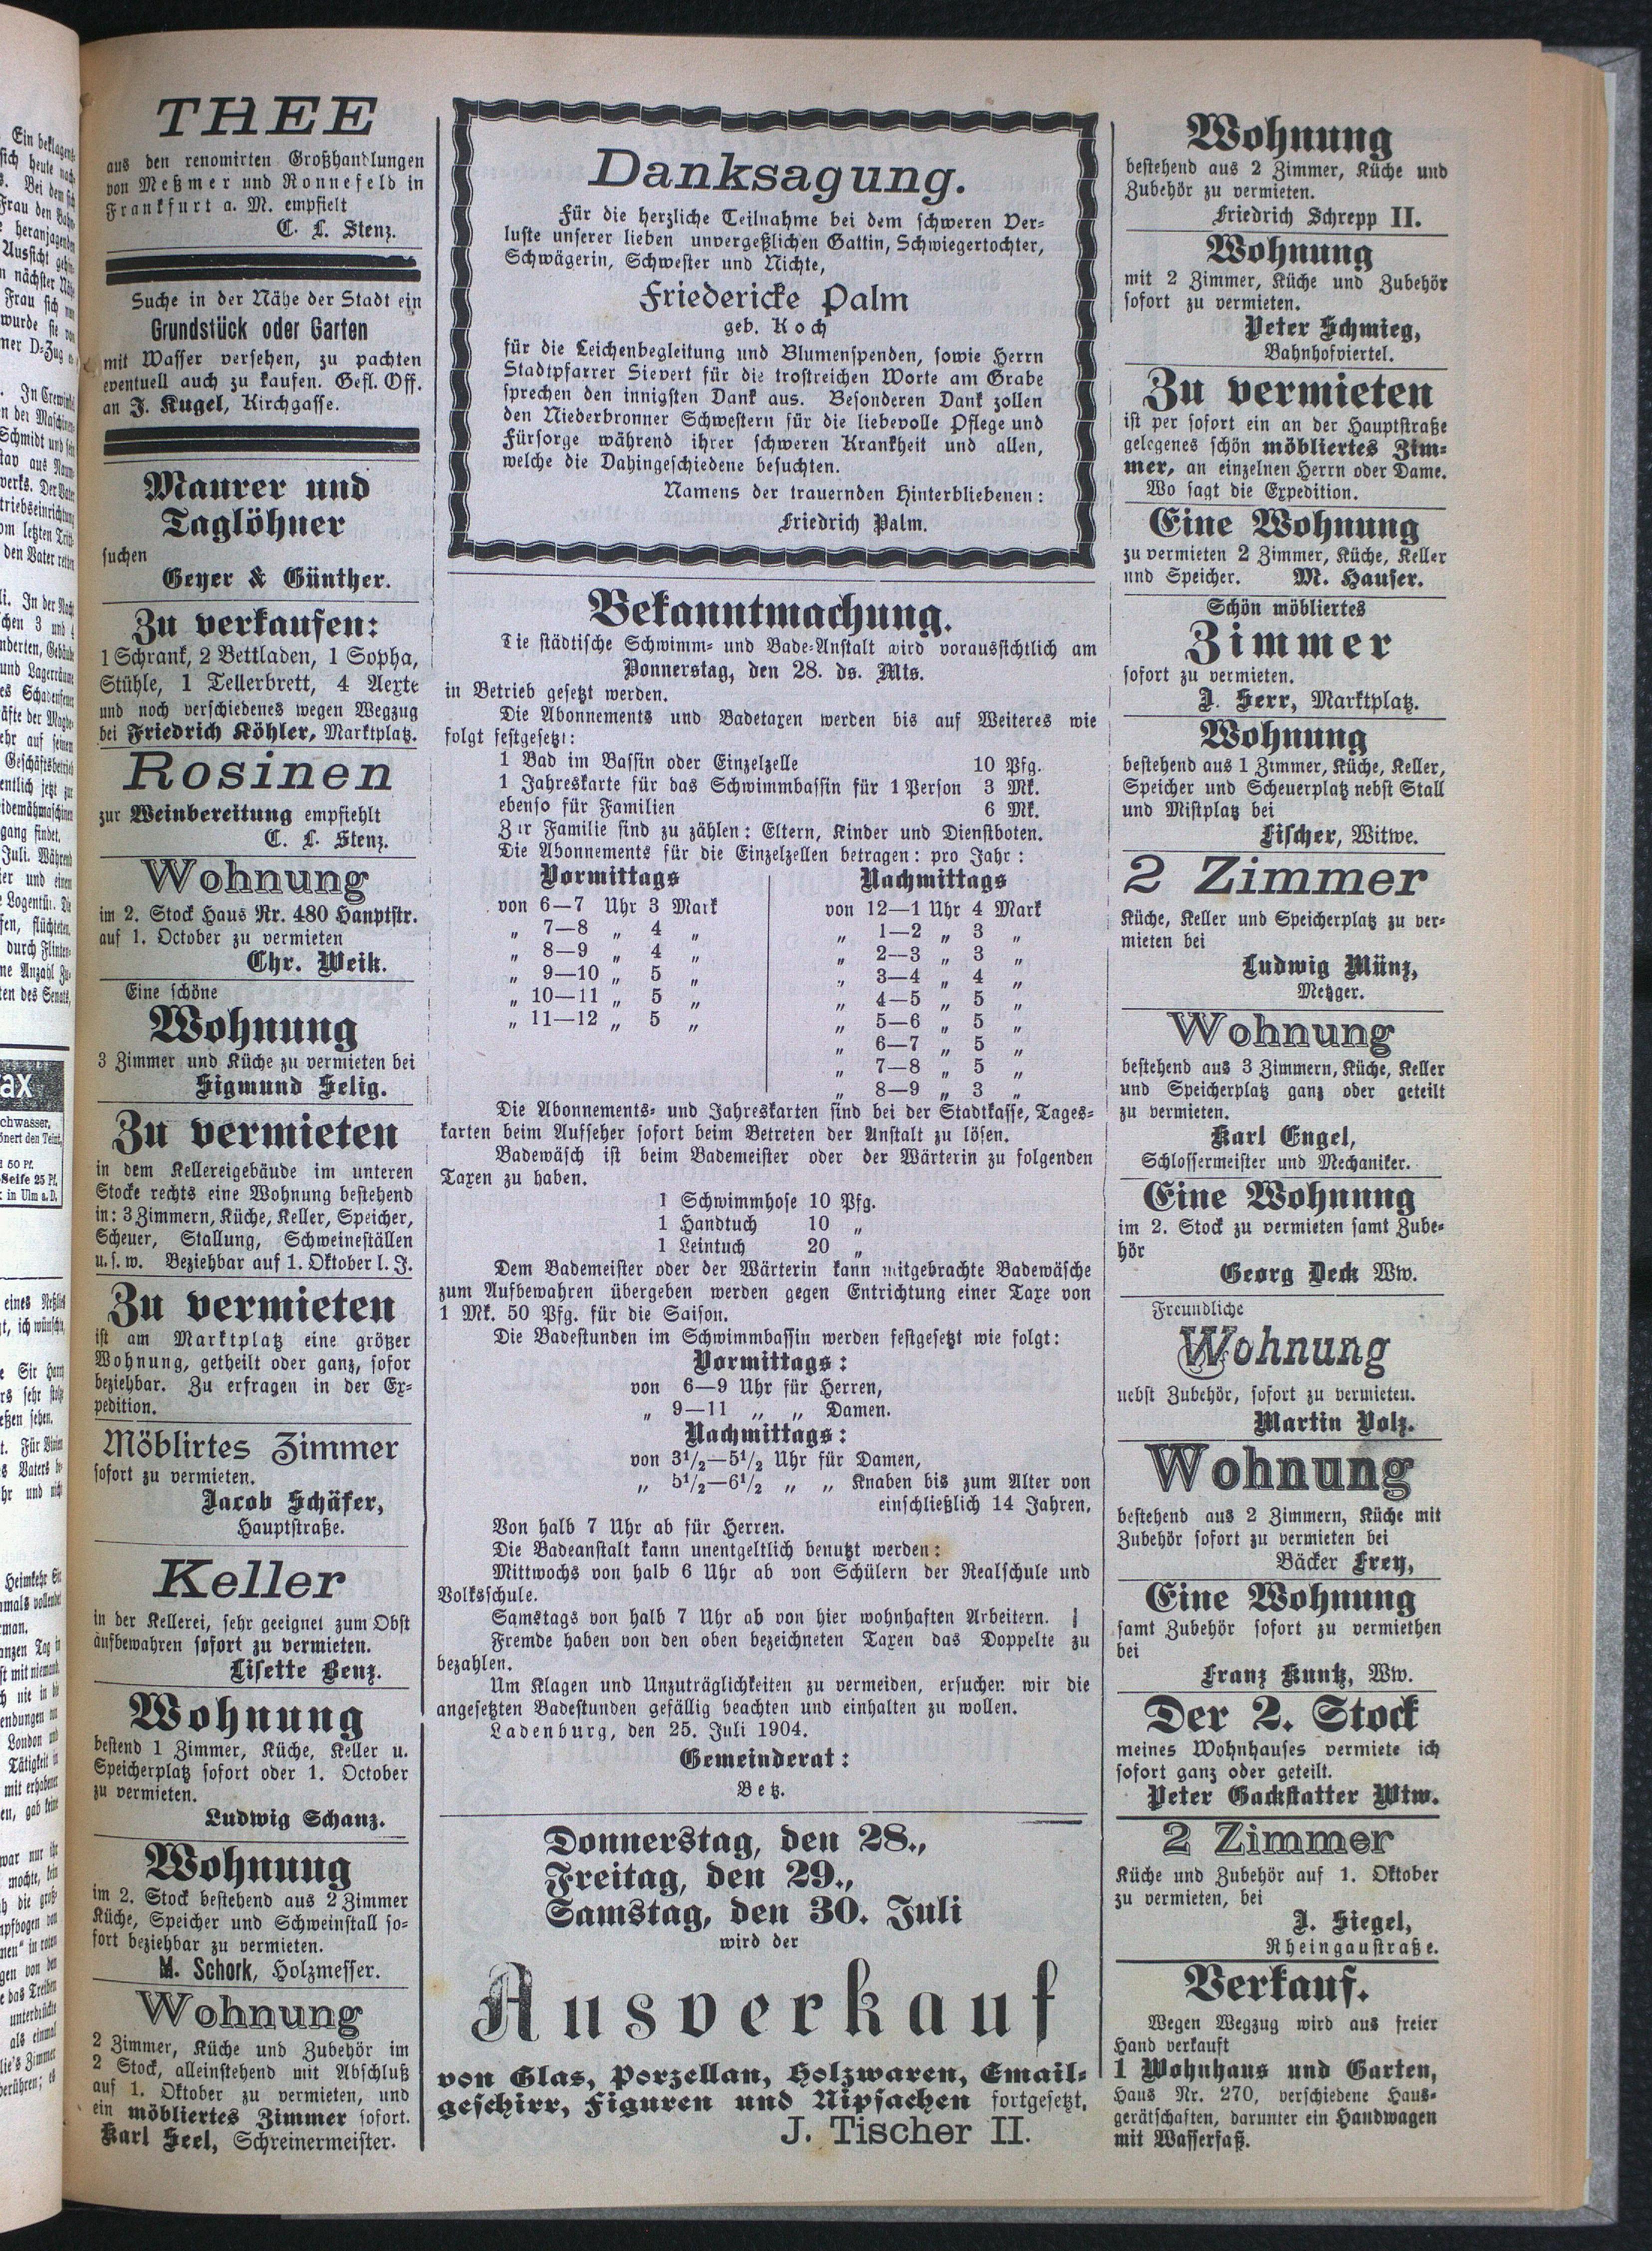 THEE
aus den renomirten Großhandlungen
von Meßmer und Ronnefeld in
Frankfurt a. M. empfielt
C. L. Stenz.
Suche in der Nähe der Stadt ein
Grundstück oder Garten
mit Wasser versehen, zu pachten
eventuell auch zu kaufen. Gefl. Off.
an J. Kugel, Kirchgasse.
Maurer und
Taglöhner
suchen
Geyer & Günther.
Zu verkaufen:
1 Schrank, 2 Bettladen, 1 Sopha,
Stühle, 1 Tellerbrett, 4 Aexte
und noch verschiedenes wegen Wegzug
bei Friedrich Köhler, Marktplatz.
Rosinen
zur Weinbereitung empfiehlt
C. L. Stenz.
Wohnung
im 2. Stock Haus Nr. 480 Hauptstr.
auf 1. October zu vermieten
Chr. Weik.
Eine schöne
Wohnung
3 Zimmer und Küche zu vermieten bei
Sigmund Selig.
Zu vermieten
in dem Kellereigebäude im unteren
Stocke rechts eine Wohnung bestehend
in: 3 Zimmern, Küche, Keller, Speicher,
Scheuer, Stallung, Schweineställen
u. s. w. Beziehbar auf 1. Oktober l. J.
Zu vermieten
ist am Marktplatz eine größer
Wohnung, getheilt oder ganz, sofor
beziehbar. Zu erfragen in der Ex-
pedition.
Möblirtes Zimmer
sofort zu vermieten.
Jacob Schäfer,
Hauptstraße.
Keller
in der Kellerei, sehr geeignet zum Obst
aufbewahren sofort zu vermieten.
Lisette Benz.
Wohnung
bestend 1 Zimmer, Küche, Keller u.
Speicherplatz sofort oder 1. October
zu vermieten.
Ludwig Schanz.
Wohnung
im 2. Stock bestehend aus 2 Zimmer
Küche, Speicher und Schweinstall so-
fort beziehbar zu vermieten.
M. Schork, Holzmesser.
Wohnung
2 Zimmer, Küche und Zubehör im
2 Stock, alleinstehend mit Abschluß
auf 1. Oktober zu vermieten, und
ein möbliertes Zimmer sofort.
Karl Seel, Schreinermeister.
Danksagung.
Für die herzliche Teilnahme bei dem schweren Ver-
luste unserer lieben unvergeßlichen Gattin, Schwiegertochter,
Schwägerin, Schwester und Nichte,
Friedericke Palm
geb. Koch
für die Leichenbegleitung und Blumenspenden, sowie Herrn
Stadtpfarrer Sievert für die trostreichen Worte am Grabe
sprechen den innigsten Dank aus. Besonderen Dank zollen
den Niederbronner Schwestern für die liebevolle Pflege und
Fürsorge während ihrer schweren Krankheit und allen,
welche die Dahingeschiedene besuchten.
Namens der trauernden Hinterbliebenen:
Friedrich Palm.
Bekanntmachung.
Die städtische Schwimm- und Bade-Anstalt wird voraussichtlich am
Donnerstag, den 28. ds. Mts.
in Betrieb gesetzt werden.
Die Abonnements und Badetaxen werden bis auf Weiteres wie
folgt festgesetzt:
1 Bad im Bassin oder Einzelzelle 10 Pfg.
1 Jahreskarte für das Schwimmbassin für 1 Person 3 Mk.
ebenso für Familien 6 Mk.
Zur Familie sind zu zählen: Eltern, Kinder und Dienstboten.
Die Abonnements für die Einzelzellen betragen: pro Jahr:
Vormittags
von 6—7 Uhr 3 Mark
„ 7—8 „ 4 „
„ 8—9 „ 4 „
„ 9—10 „ 5 „
„ 10—11 „ 5 „
„ 11—12 „ 5 „
Nachmittags
von 12—1 Uhr 4 Mark
„ 1—2 „ 3 „
„ 2—3 „ 3 „
„ 3—4 „ 4 „
„ 4—5 „ 5 „
„ 5—6 „ 5 „
„ 6—7 „ 5 „
„ 7—8 „ 5 „
„ 8—9 „ 3 „
Die Abonnements- und Jahreskarten sind bei der Stadtkasse, Tages-
karten beim Aufseher sofort beim Betreten der Anstalt zu lösen.
Badewäsch ist beim Bademeister oder der Wärterin zu folgenden
Taxen zu haben.
1 Schwimmhose 10 Pfg.
1 Handtuch 10 „
1 Leintuch 20 „
Dem Bademeister oder der Wärterin kann mitgebrachte Badewäsche
zum Aufbewahren übergeben werden gegen Entrichtung einer Taxe von
1 Mk. 50 Pfg. für die Saison.
Die Badestunden im Schwimmbassin werden festgesetzt wie folgt:
Vormittags:
von 6—9 Uhr für Herren,
„ 9—11 „ „ Damen.
Nachmittags:
von 3½—5½ Uhr für Damen,
„ 5½—6½ „ „ Knaben bis zum Alter von
einschließlich 14 Jahren,
Von halb 7 Uhr ab für Herren.
Die Badeanstalt kann unentgeltlich benutzt werden:
Mittwochs von halb 6 Uhr ab von Schülern der Realschule und
Volksschule.
Samstags von halb 7 Uhr ab von hier wohnhaften Arbeitern.
Fremde haben von den oben bezeichneten Taxen das Doppelte zu
bezahlen.
Um Klagen und Unzuträglichkeiten zu vermeiden, ersuchen wir die
angesetzten Badestunden gefällig beachten und einhalten zu wollen.
Ladenburg, den 25. Juli 1904.
Gemeinderat:
Betz.
Donnerstag, den 28.,
Freitag, den 29.,
Samstag, den 30. Juli
wird der
Ausverkauf
von Glas, Porzellan, Holzwaren, Email-
geschirr, Figuren und Nipsachen fortgesetzt.
J. Tischer II.
Wohnung
bestehend aus 2 Zimmer, Küche und
Zubehör zu vermieten.
Friedrich Schrepp II.
Wohnung
mit 2 Zimmer, Küche und Zubehör
sofort zu vermieten.
Peter Schmieg,
Bahnhofviertel.
Zu vermieten
ist per sofort ein an der Hauptstraße
gelegenes schön möbliertes Zim-
mer, an einzelnen Herrn oder Dame.
Wo sagt die Expedition.
Eine Wohnung
zu vermieten 2 Zimmer, Küche, Keller
und Speicher. M. Hauser.
Schön möbliertes
Zimmer
sofort zu vermieten.
J. Herr, Marktplatz.
Wohnung
bestehend aus 1 Zimmer, Küche, Keller,
Speicher und Scheuerplatz nebst Stall
und Mistplatz bei
Fischer, Witwe.
2 Zimmer
Küche, Keller und Speicherplatz zu ver-
mieten bei
Ludwig Münz,
Metzger.
Wohnung
bestehend aus 3 Zimmern, Küche, Keller
und Speicherplatz ganz oder geteilt
zu vermieten.
Karl Engel,
Schlossermeister und Mechaniker.
Eine Wohnung
im 2. Stock zu vermieten samt Zube-
hör
Georg Deck Ww.
Freundliche
Wohnung
nebst Zubehör, sofort zu vermieten.
Martin Volz.
Wohnung
bestehend aus 2 Zimmern, Küche mit
Zubehör sofort zu vermieten bei
Bäcker Frey,
Eine Wohnung
samt Zubehör sofort zu vermiethen
bei
Franz Kuntz, Ww.
Der 2. Stock
meines Wohnhauses vermiete ich
sofort ganz oder geteilt.
Peter Gackstatter Wtw.
2 Zimmer
Küche und Zubehör auf 1. Oktober
zu vermieten, bei
J. Siegel,
Rheingaustraße.
Verkauf.
Wegen Wegzug wird aus freier
Hand verkauft
1 Wohnhaus und Garten,
Haus Nr. 270, verschiedene Haus-
gerätschaften, darunter ein Handwagen
mit Wasserfaß.